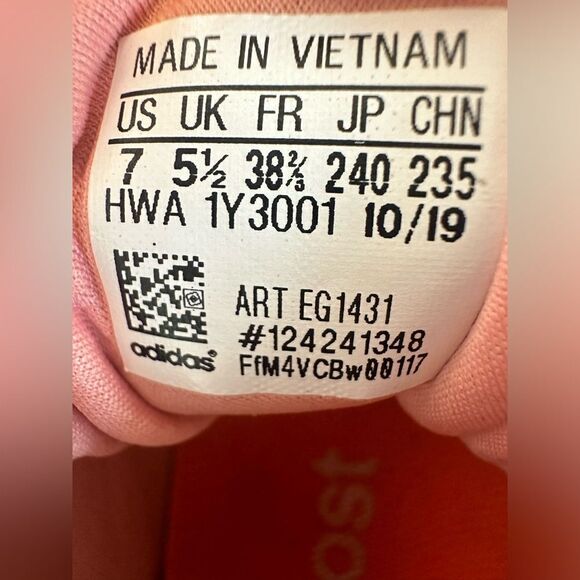 MADE IN VIETNAM
US UK FR JP CHN
7 5½ 38⅔ 240 235
HWA 1Y3001 10/19
ART EG1431
#124241348
adidas
FfM4VCBw00117
ost